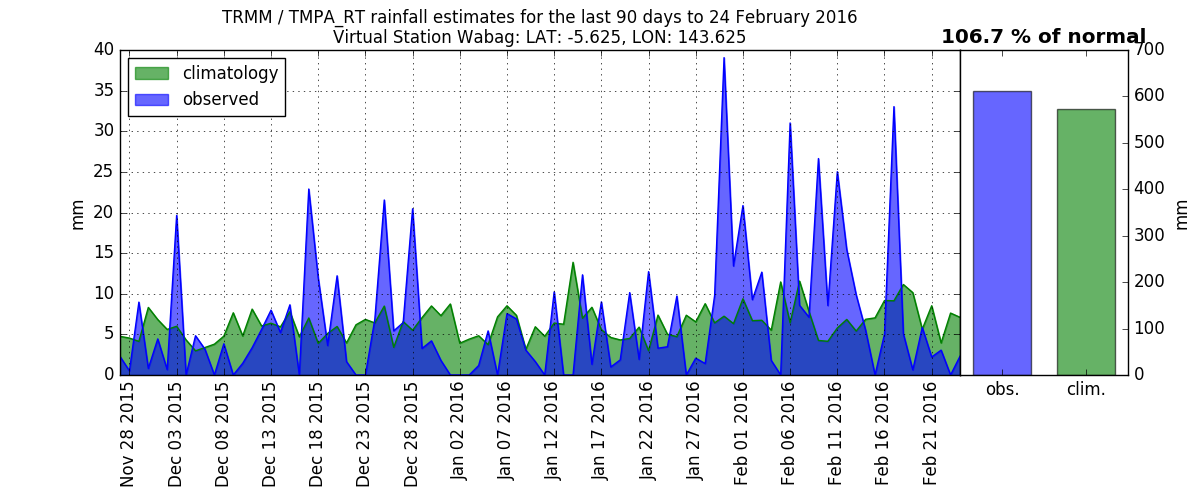 TRMM / TMPA_RT rainfall estimates for the last 90 days to 24 February 2016
Virtual Station Wabag: LAT: -5.625, LON: 143.625
106.7 % of normal
climatology
observed
40
35
30
25
20
15
10
5
0
mm
Nov 28 2015
Dec 03 2015
Dec 08 2015
Dec 13 2015
Dec 18 2015
Dec 23 2015
Dec 28 2015
Jan 02 2016
Jan 07 2016
Jan 12 2016
Jan 17 2016
Jan 22 2016
Jan 27 2016
Feb 01 2016
Feb 06 2016
Feb 11 2016
Feb 16 2016
Feb 21 2016
700
600
500
400
300
200
100
0
mm
obs.
clim.